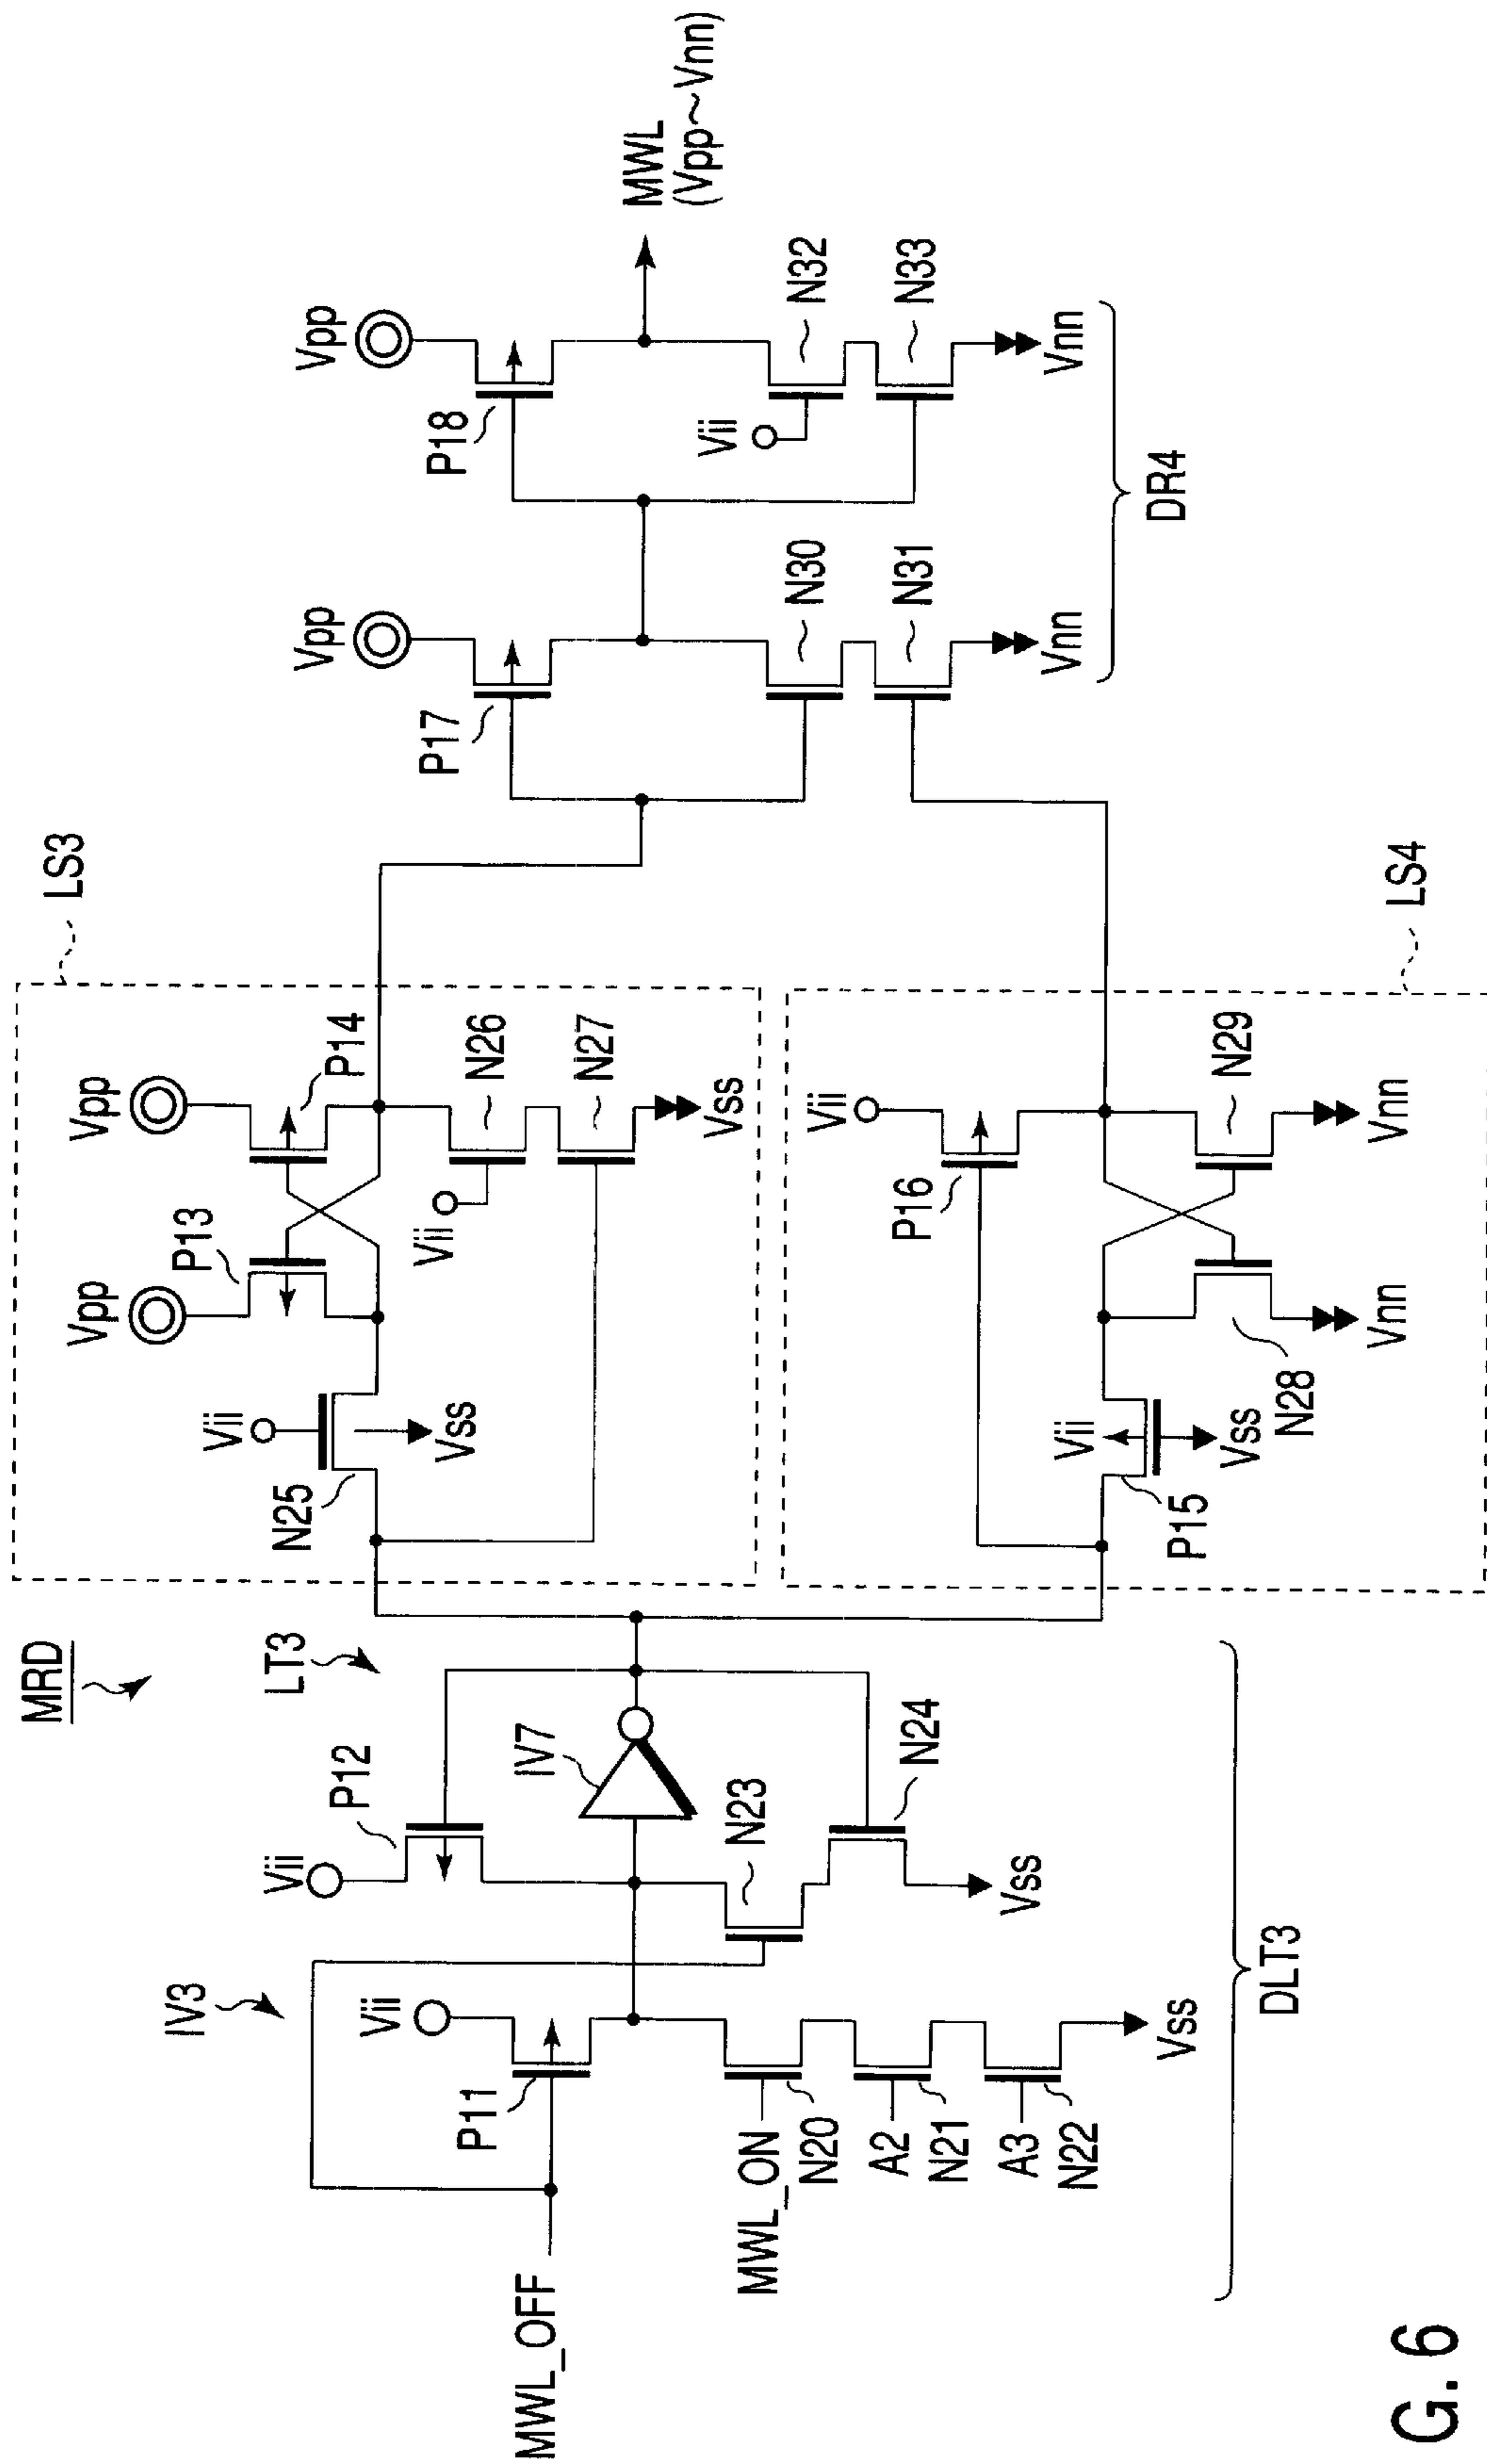 MRD
LS3
IV3
LT3
Vpp
Vpp
P13
P14
Vii
N25
Vss
Vii
N26
N27
Vss
Vpp
Vpp
P17
P18
MWL
(Vpp~Vnn)
Vii
P12
Vii
P11
IV7
N23
N24
Vss
MWL_OFF
MWL_ON
N20
A2
N21
A3
N22
Vss
DLT3
Vii
P16
Vii
P15
Vss
N28
Vnn
N29
Vnn
LS4
N30
N31
Vnn
Vii
N32
N33
Vnn
DR4
G. 6